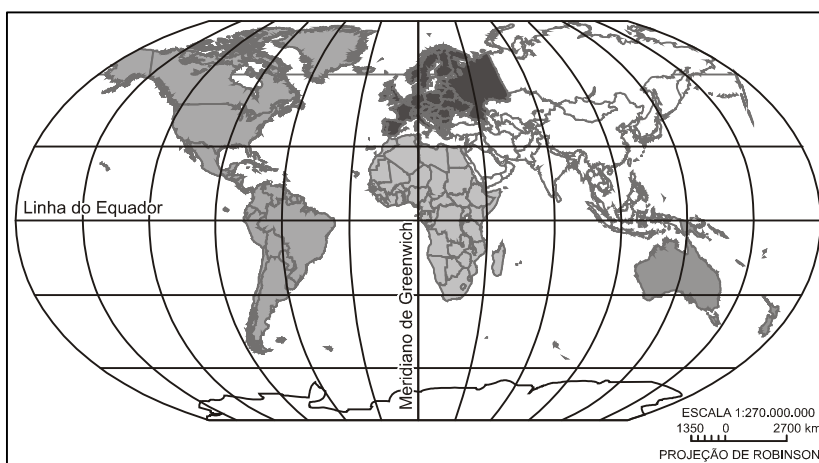 Linha do Equador
Meridiano de Greenwich
ESCALA 1:270.000.000
1350 0 2700 km
PROJEÇÃO DE ROBINSON